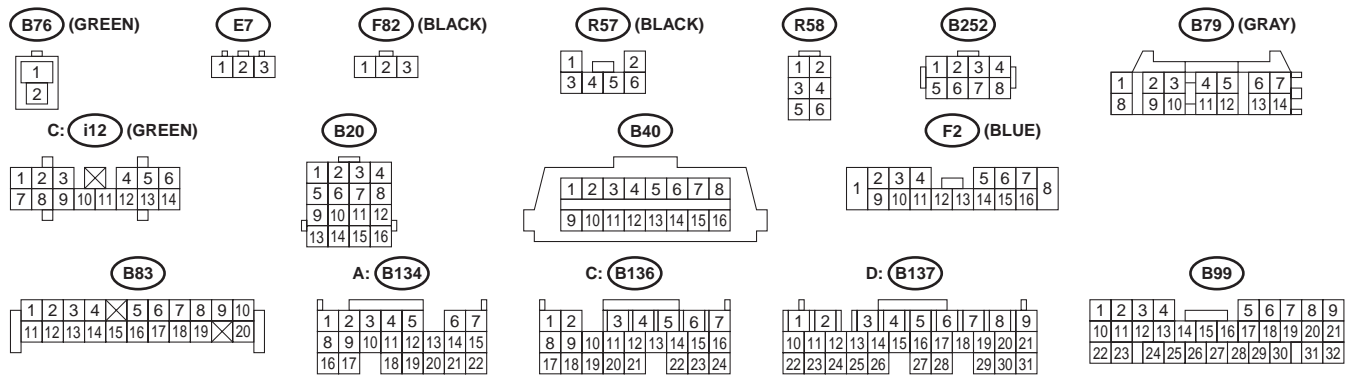 B76 (GREEN) E7 F82 (BLACK) R57 (BLACK) R58 B252 B79 (GRAY)
1
2
1 2 3
1 2 3
1 2
3 4 5 6
1 2
3 4
5 6
1 2 3 4
5 6 7 8
1 2 3 4 5 6 7
8 9 10 11 12 13 14
C: i12 (GREEN) B20 B40 F2 (BLUE)
1 2 3 4 5 6
7 8 9 10 11 12 13 14
1 2 3 4
5 6 7 8
9 10 11 12
13 14 15 16
1 2 3 4 5 6 7 8
9 10 11 12 13 14 15 16
1 2 3 4 5 6 7 8
9 10 11 12 13 14 15 16
B83 A: B134 C: B136 D: B137 B99
1 2 3 4 5 6 7 8 9 10
11 12 13 14 15 16 17 18 19 20
1 2 3 4 5 6 7
8 9 10 11 12 13 14 15
16 17 18 19 20 21 22
1 2 3 4 5 6 7
8 9 10 11 12 13 14 15 16
17 18 19 20 21 22 23 24
1 2 3 4 5 6 7 8 9
10 11 12 13 14 15 16 17 18 19 20 21
22 23 24 25 26 27 28 29 30 31
1 2 3 4 5 6 7 8 9
10 11 12 13 14 15 16 17 18 19 20 21
22 23 24 25 26 27 28 29 30 31 32